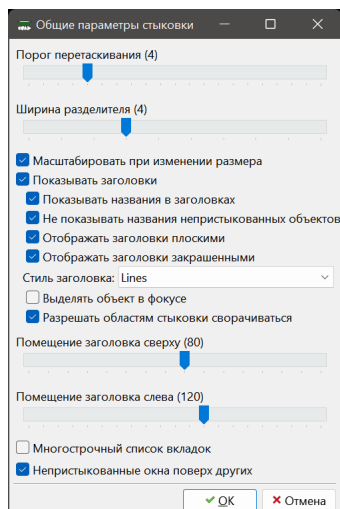 Общие параметры стыковки
Порог перетаскивания (4)
Ширина разделителя (4)
Масштабировать при изменении размера
Показывать заголовки
Показывать названия в заголовках
Не показывать названия непристыкованных объектов
Отображать заголовки плоскими
Отображать заголовки закрашенными
Стиль заголовка: Lines
Выделять объект в фокусе
Разрешать областям стыковки сворачиваться
Помещение заголовка сверху (80)
Помещение заголовка слева (120)
Многострочный список вкладок
Непристыкованные окна поверх других
OK Отмена